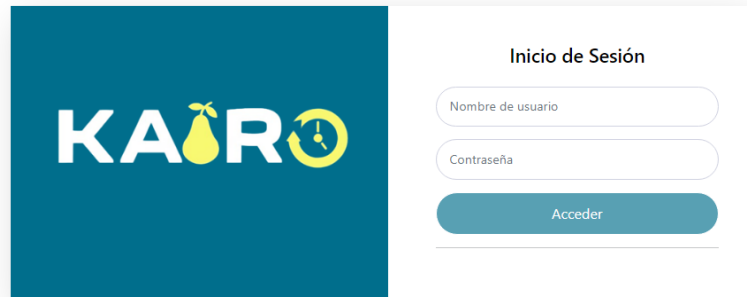 KAIRO
Inicio de Sesión
Nombre de usuario
Contraseña
Acceder